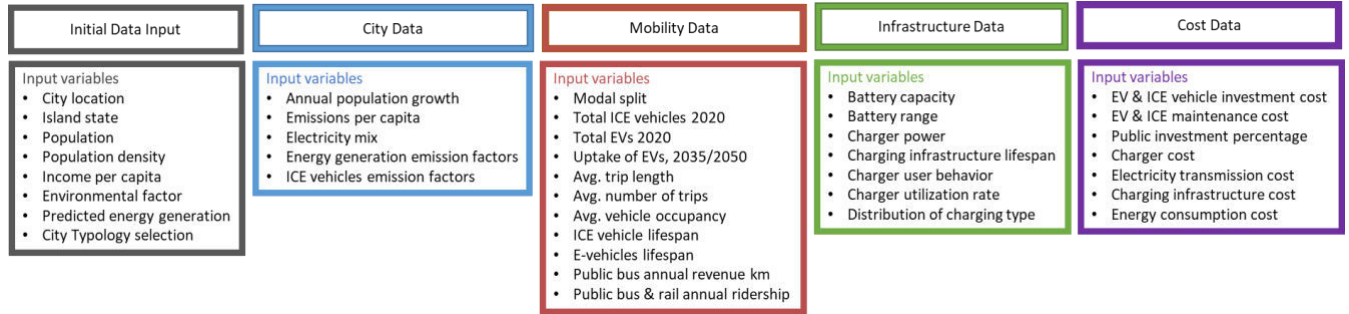 Initial Data Input
Input variables
• City location
• Island state
• Population
• Population density
• Income per capita
• Environmental factor
• Predicted energy generation
• City Typology selection
City Data
Input variables
• Annual population growth
• Emissions per capita
• Electricity mix
• Energy generation emission factors
• ICE vehicles emission factors
Mobility Data
Input variables
• Modal split
• Total ICE vehicles 2020
• Total EVs 2020
• Uptake of EVs, 2035/2050
• Avg. trip length
• Avg. number of trips
• Avg. vehicle occupancy
• ICE vehicle lifespan
• E-vehicles lifespan
• Public bus annual revenue km
• Public bus & rail annual ridership
Infrastructure Data
Input variables
• Battery capacity
• Battery range
• Charger power
• Charging infrastructure lifespan
• Charger user behavior
• Charger utilization rate
• Distribution of charging type
Cost Data
Input variables
• EV & ICE vehicle investment cost
• EV & ICE maintenance cost
• Public investment percentage
• Charger cost
• Electricity transmission cost
• Charging infrastructure cost
• Energy consumption cost